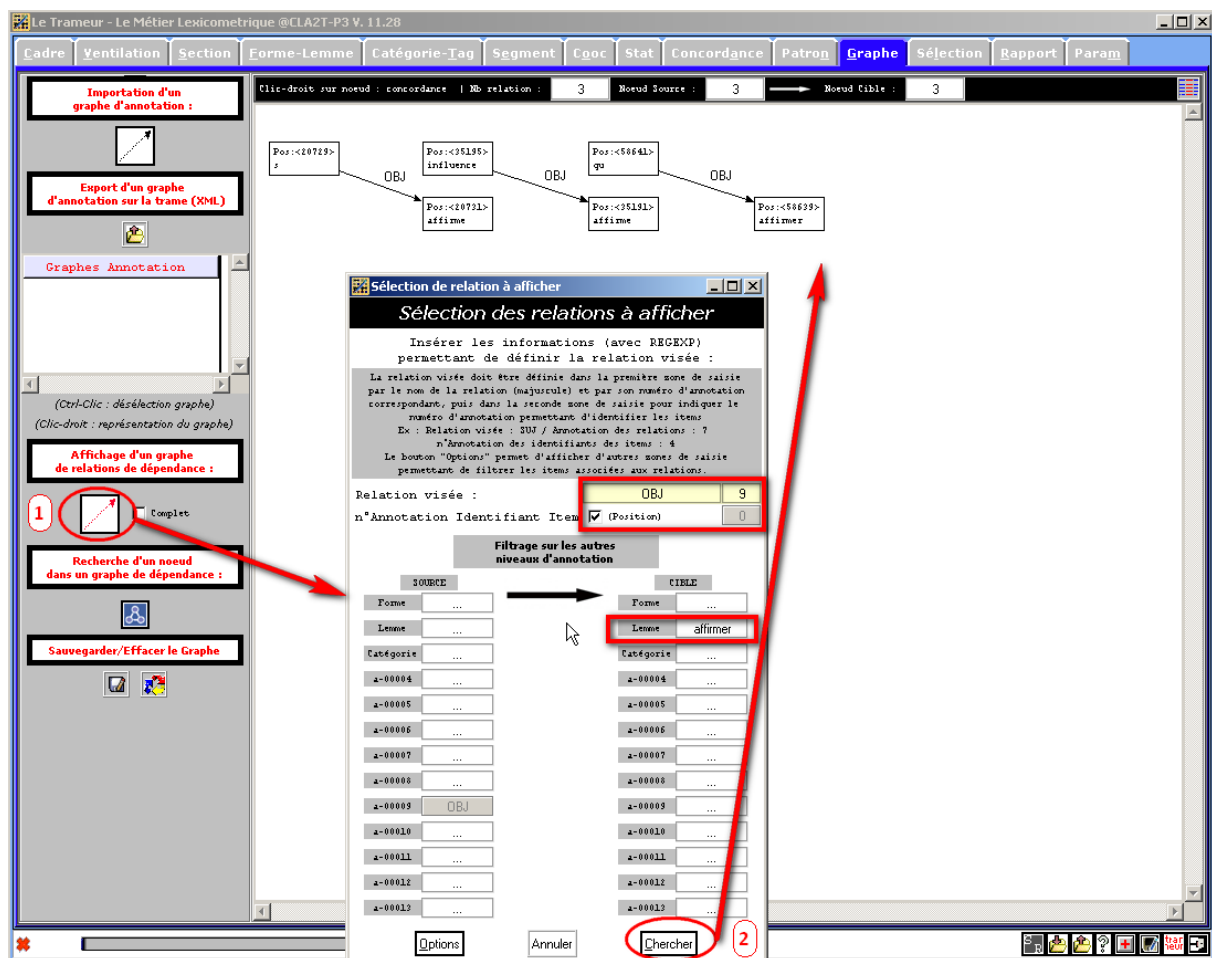 Le Trameur - Le Métier Lexicometrique @CLA2T-P3 V. 11.28
Cadre Ventilation Section Forme-Lemme Catégorie-Tag Segment Cooc Stat Concordance Patron Graphe Sélection Rapport Param
Importation d'un
graphe d'annotation :
Export d'un graphe
d'annotation sur la trame (XML)
Graphes Annotation
(Ctrl-Clic : désélection graphe)
(Clic-droit : représentation du graphe)
Affichage d'un graphe
de relations de dépendance :
1
Complet
Recherche d'un noeud
dans un graphe de dépendance :
Sauvegarder/Effacer le Graphe
Clic-droit sur noeud : concordance | Nb relation : 3 Noeud Source : 3 Noeud Cible : 3
Pos:<20729>
s
OBJ
Pos:<20731>
affirme
Pos:<35195>
influence
OBJ
Pos:<35191>
affirme
Pos:<58641>
qu
OBJ
Pos:<58639>
affirmer
Sélection de relation à afficher
Sélection des relations à afficher
Insérer les informations (avec REGEXP)
permettant de définir la relation visée :
La relation visée doit être définie dans la première zone de saisie
par le nom de la relation (majuscule) et par son numéro d'annotation
correspondant, puis dans la seconde zone de saisie pour indiquer le
numéro d'annotation permettant d'identifier les items
Ex : Relation visée : SUJ / Annotation des relations : 7
n°Annotation des identifiants des items : 4
Le bouton "Options" permet d'afficher d'autres zones de saisie
permettant de filtrer les items associées aux relations.
Relation visée : OBJ 9
n°Annotation Identifiant Item (Position) 0
Filtrage sur les autres
niveaux d'annotation
SOURCE CIBLE
Forme ... Forme ...
Lemme ... Lemme affirmer
Catégorie ... Catégorie ...
a-00004 ... a-00004 ...
a-00005 ... a-00005 ...
a-00006 ... a-00006 ...
a-00007 ... a-00007 ...
a-00008 ... a-00008 ...
a-00009 OBJ a-00009 ...
a-00010 ... a-00010 ...
a-00011 ... a-00011 ...
a-00012 ... a-00012 ...
a-00013 ... a-00013 ...
Options Annuler Chercher 2